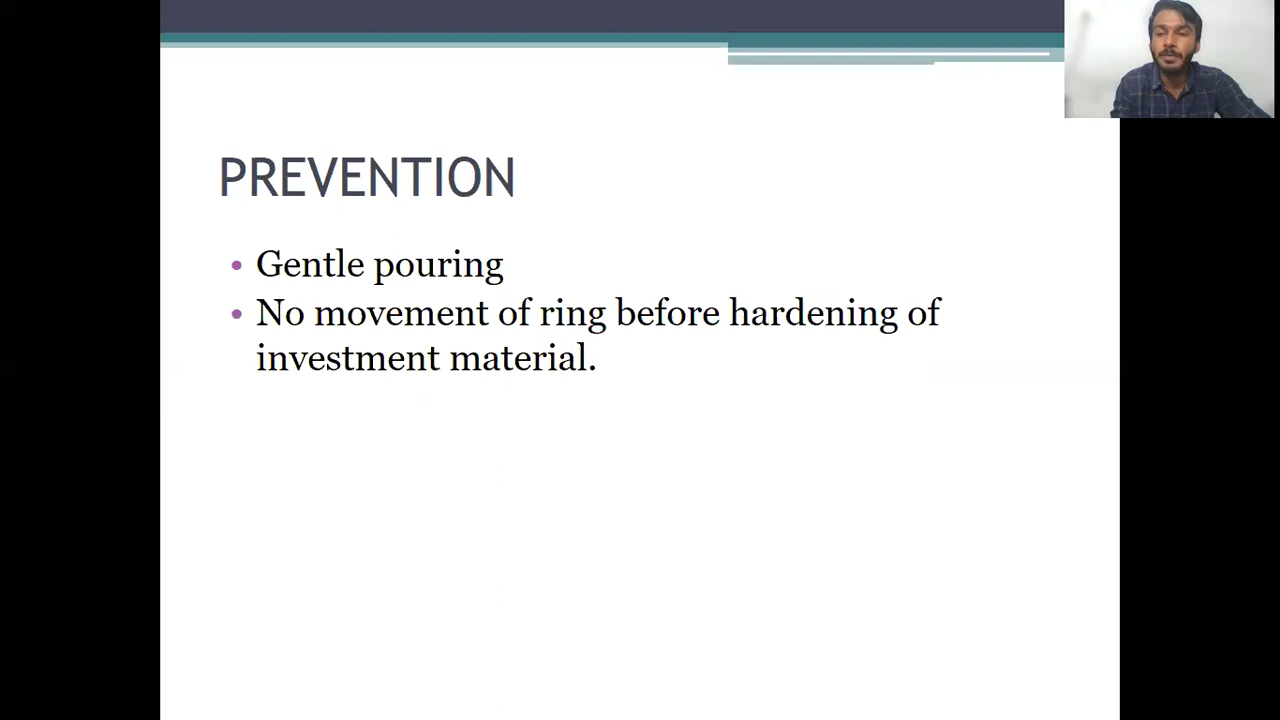 PREVENTION
• Gentle pouring
• No movement of ring before hardening of
investment material.